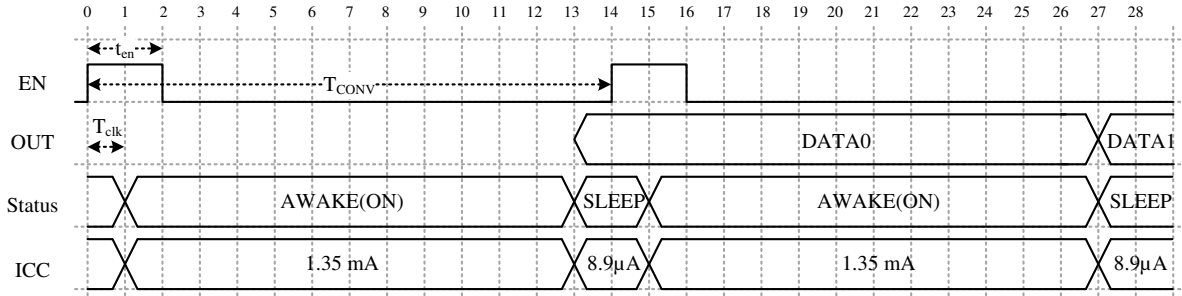 0 1 2 3 4 5 6 7 8 9 10 11 12 13 14 15 16 17 18 19 20 21 22 23 24 25 26 27 28
ten
EN
TCONV
Tclk
OUT
DATA0
DATA1
Status
AWAKE(ON)
SLEEP
AWAKE(ON)
SLEEP
ICC
1.35 mA
8.9µA
1.35 mA
8.9µA